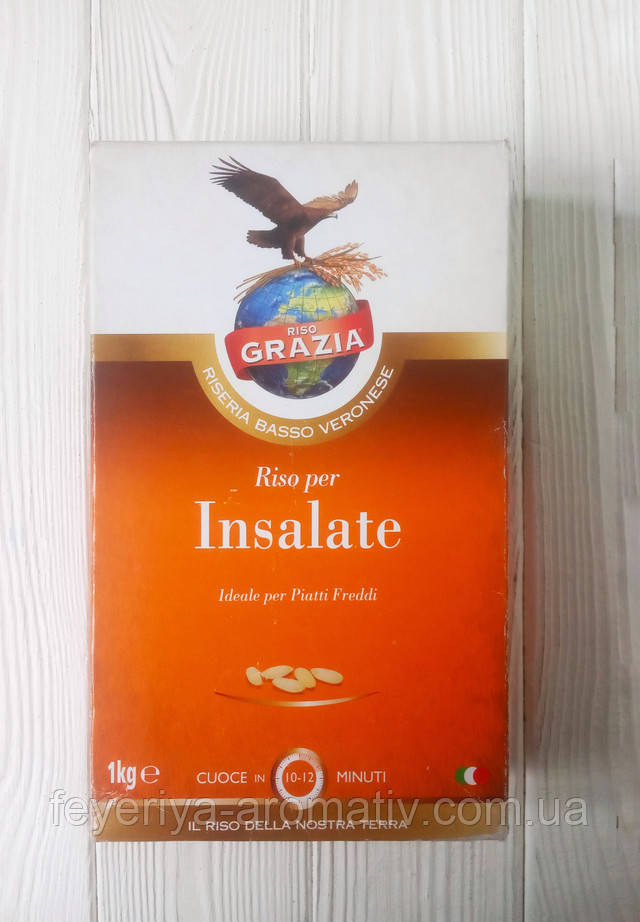 RISO
GRAZIA®
RISERIA BASSO VERONESE
Riso per
Insalate
Ideale per Piatti Freddi
1kg ℮
CUOCE IN 10-12 MINUTI
feyeriya-aromativ.com.ua
IL RISO DELLA NOSTRA TERRA